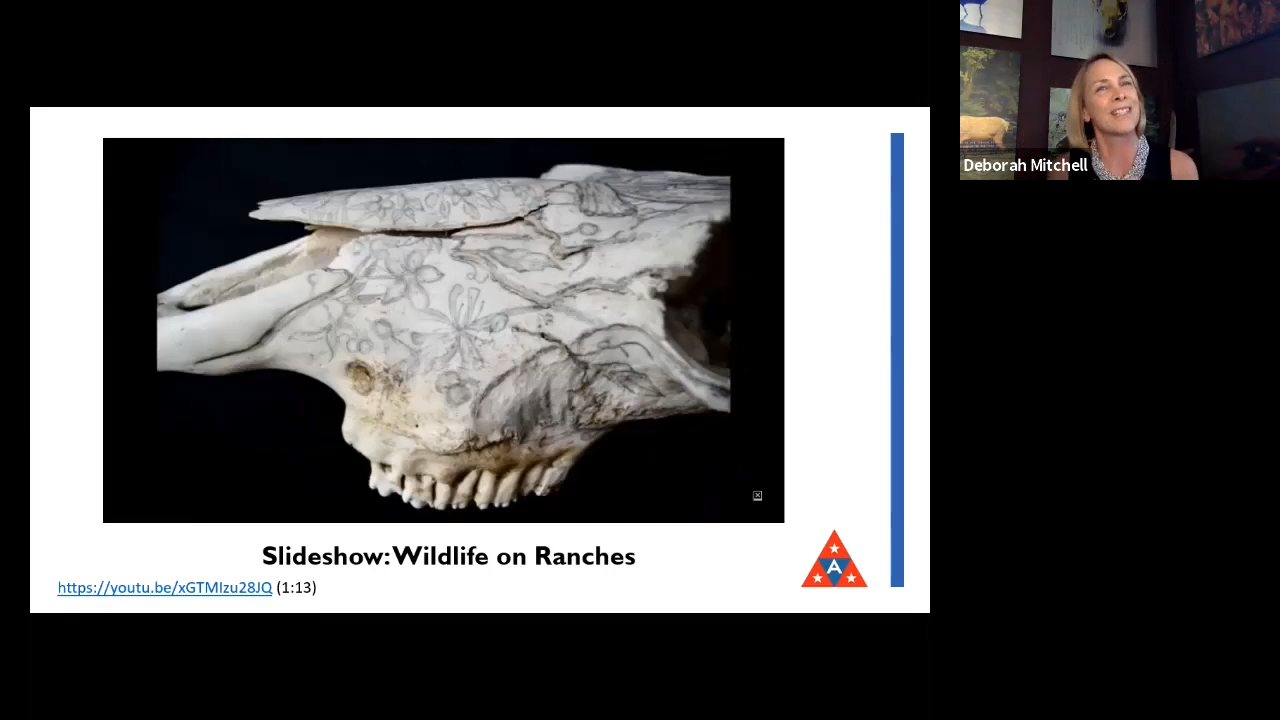 Deborah Mitchell
Slideshow: Wildlife on Ranches
https://youtu.be/xGTMIzu28JQ (1:13)
A